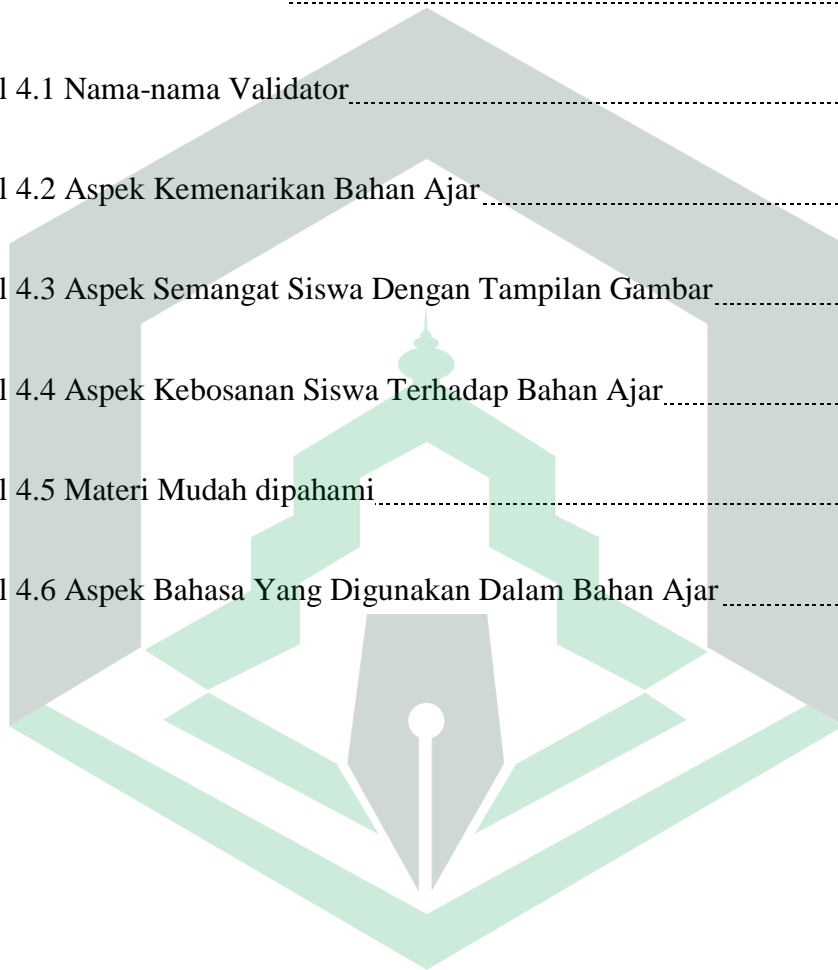 l 4.1 Nama-nama Validator
l 4.2 Aspek Kemenarikan Bahan Ajar
l 4.3 Aspek Semangat Siswa Dengan Tampilan Gambar
l 4.4 Aspek Kebosanan Siswa Terhadap Bahan Ajar
l 4.5 Materi Mudah dipahami
l 4.6 Aspek Bahasa Yang Digunakan Dalam Bahan Ajar